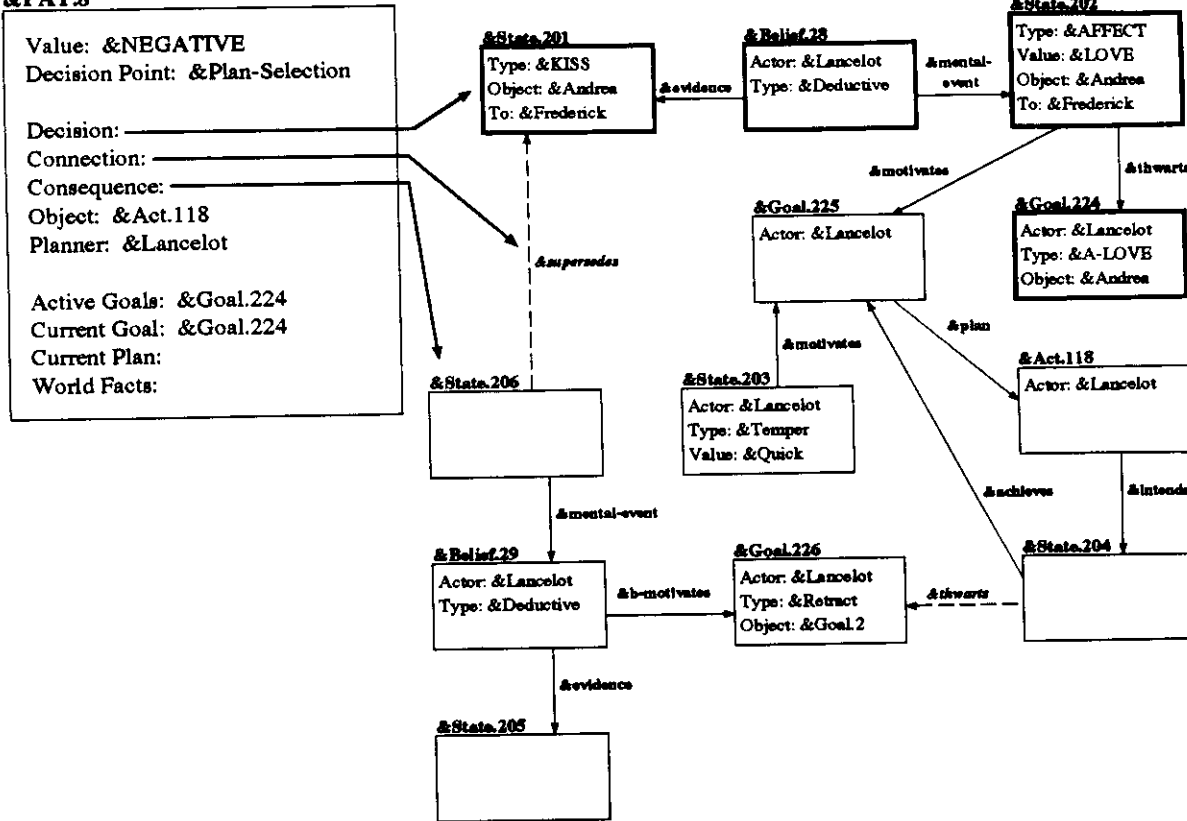 &PAT.8
Value: &NEGATIVE
Decision Point: &Plan-Selection
Decision:
Connection:
Consequence:
Object: &Act.118
Planner: &Lancelot
Active Goals: &Goal.224
Current Goal: &Goal.224
Current Plan:
World Facts:
&State.201
Type: &KISS
Object: &Andrea
To: &Frederick
&evidence
&Belief.28
Actor: &Lancelot
Type: &Deductive
&mental-
event
&State.202
Type: &AFFECT
Value: &LOVE
Object: &Andrea
To: &Frederick
&motivates
&thwarts
&Goal.225
Actor: &Lancelot
&Goal.224
Actor: &Lancelot
Type: &A-LOVE
Object: &Andrea
&supersedes
&motivates
&plan
&State.206
&State.203
Actor: &Lancelot
Type: &Temper
Value: &Quick
&Act.118
Actor: &Lancelot
&mental-event
&achieves
&intends
&Belief.29
Actor: &Lancelot
Type: &Deductive
&b-motivates
&Goal.226
Actor: &Lancelot
Type: &Retract
Object: &Goal.2
&thwarts
&State.204
&evidence
&State.205